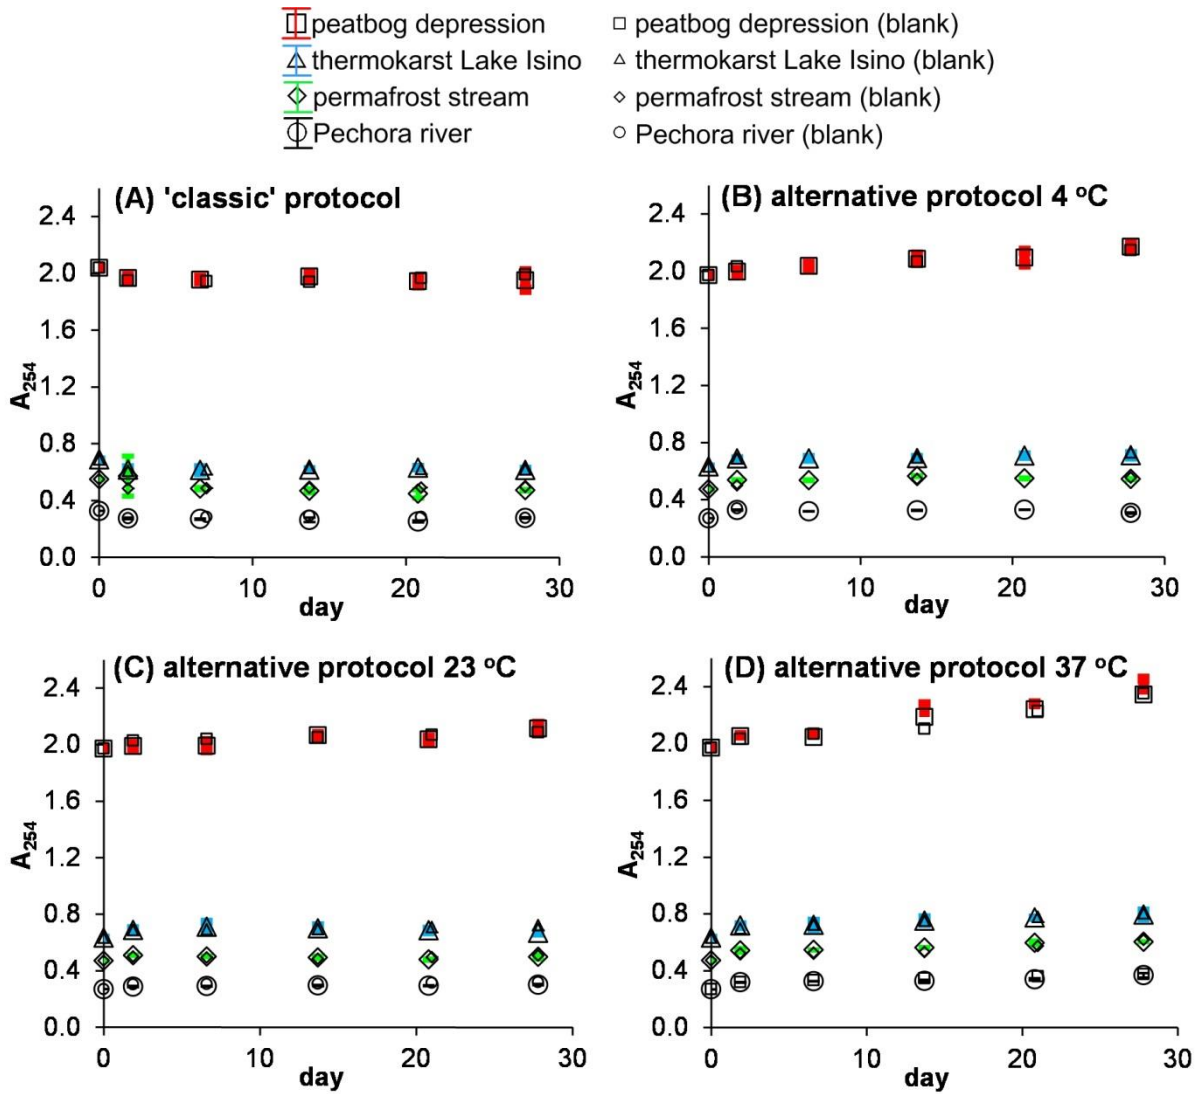 peatbog depression
peatbog depression (blank)
thermokarst Lake Isino
thermokarst Lake Isino (blank)
permafrost stream
permafrost stream (blank)
Pechora river
Pechora river (blank)
(A) 'classic' protocol
2.4
2.0
1.6
1.2
0.8
0.4
0.0
A254
0 10 20 30
day
(B) alternative protocol 4 ºC
2.4
2.0
1.6
1.2
0.8
0.4
0.0
A254
0 10 20 30
day
(C) alternative protocol 23 ºC
2.4
2.0
1.6
1.2
0.8
0.4
0.0
A254
0 10 20 30
day
(D) alternative protocol 37 ºC
2.4
2.0
1.6
1.2
0.8
0.4
0.0
A254
0 10 20 30
day